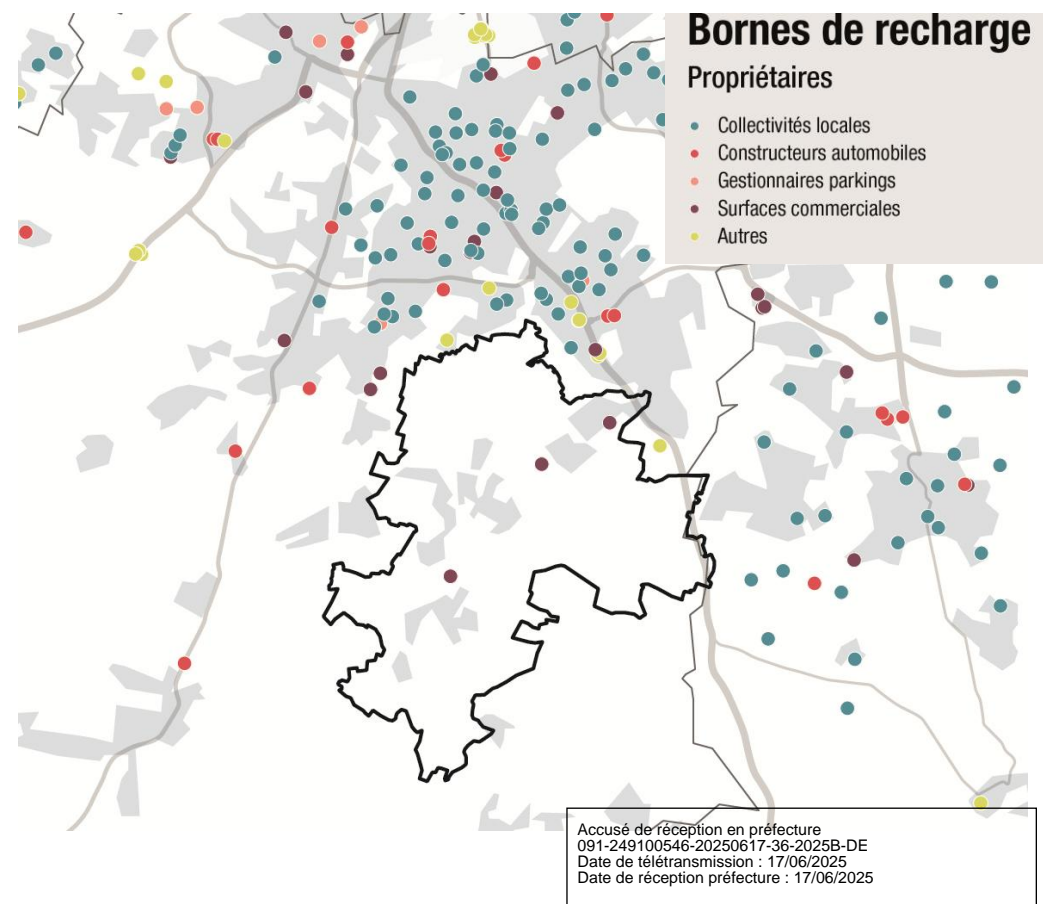 Bornes de recharge
Propriétaires
Collectivités locales
Constructeurs automobiles
Gestionnaires parkings
Surfaces commerciales
Autres
Accusé de réception en préfecture
091-249100546-20250617-36-2025B-DE
Date de télétransmission : 17/06/2025
Date de réception préfecture : 17/06/2025